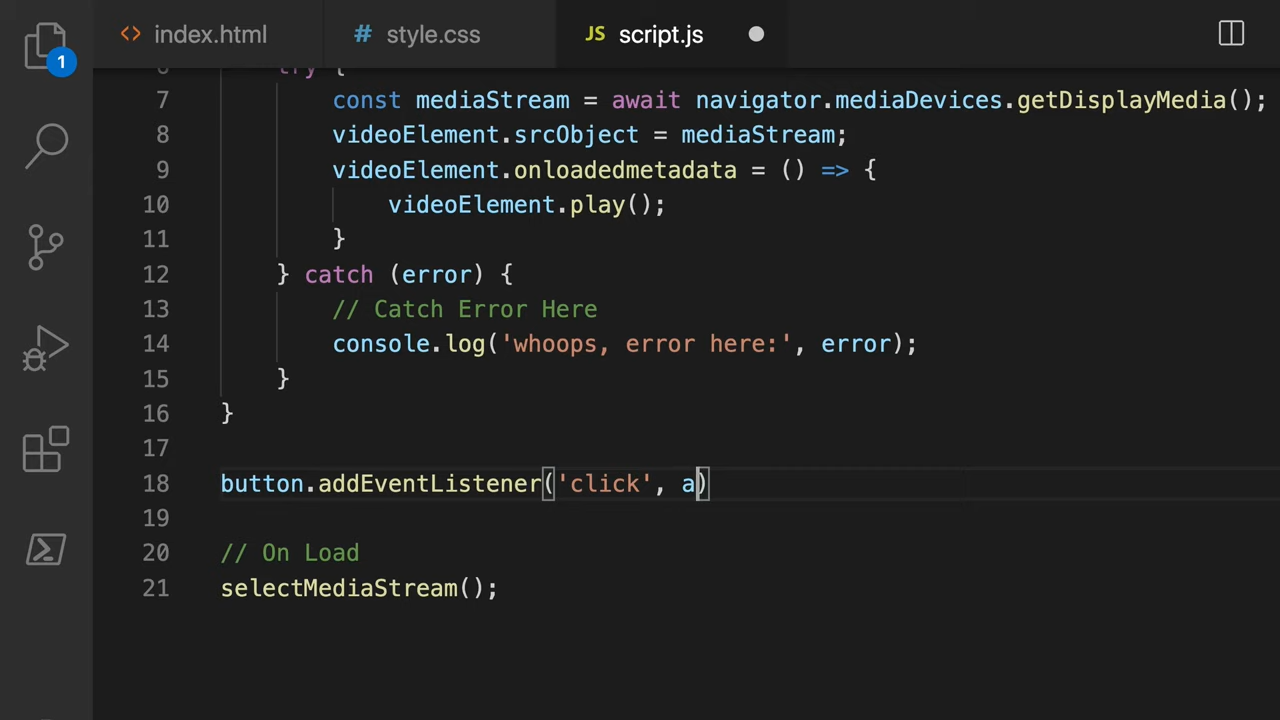 <> index.html # style.css JS script.js
1
6 try {
7 const mediaStream = await navigator.mediaDevices.getDisplayMedia();
8 videoElement.srcObject = mediaStream;
9 videoElement.onloadedmetadata = () => {
10 videoElement.play();
11 }
12 } catch (error) {
13 // Catch Error Here
14 console.log('whoops, error here:', error);
15 }
16 }
17
18 button.addEventListener('click', a)
19
20 // On Load
21 selectMediaStream();